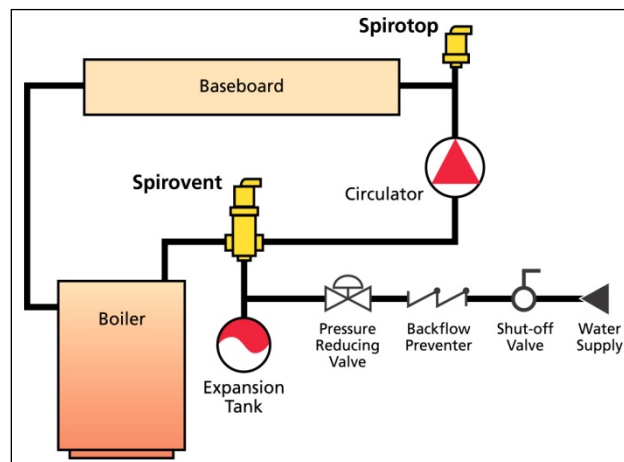 Spirotop
Baseboard
Spirovent
Circulator
Boiler
Pressure
Reducing
Valve
Backflow
Preventer
Shut-off
Valve
Water
Supply
Expansion
Tank